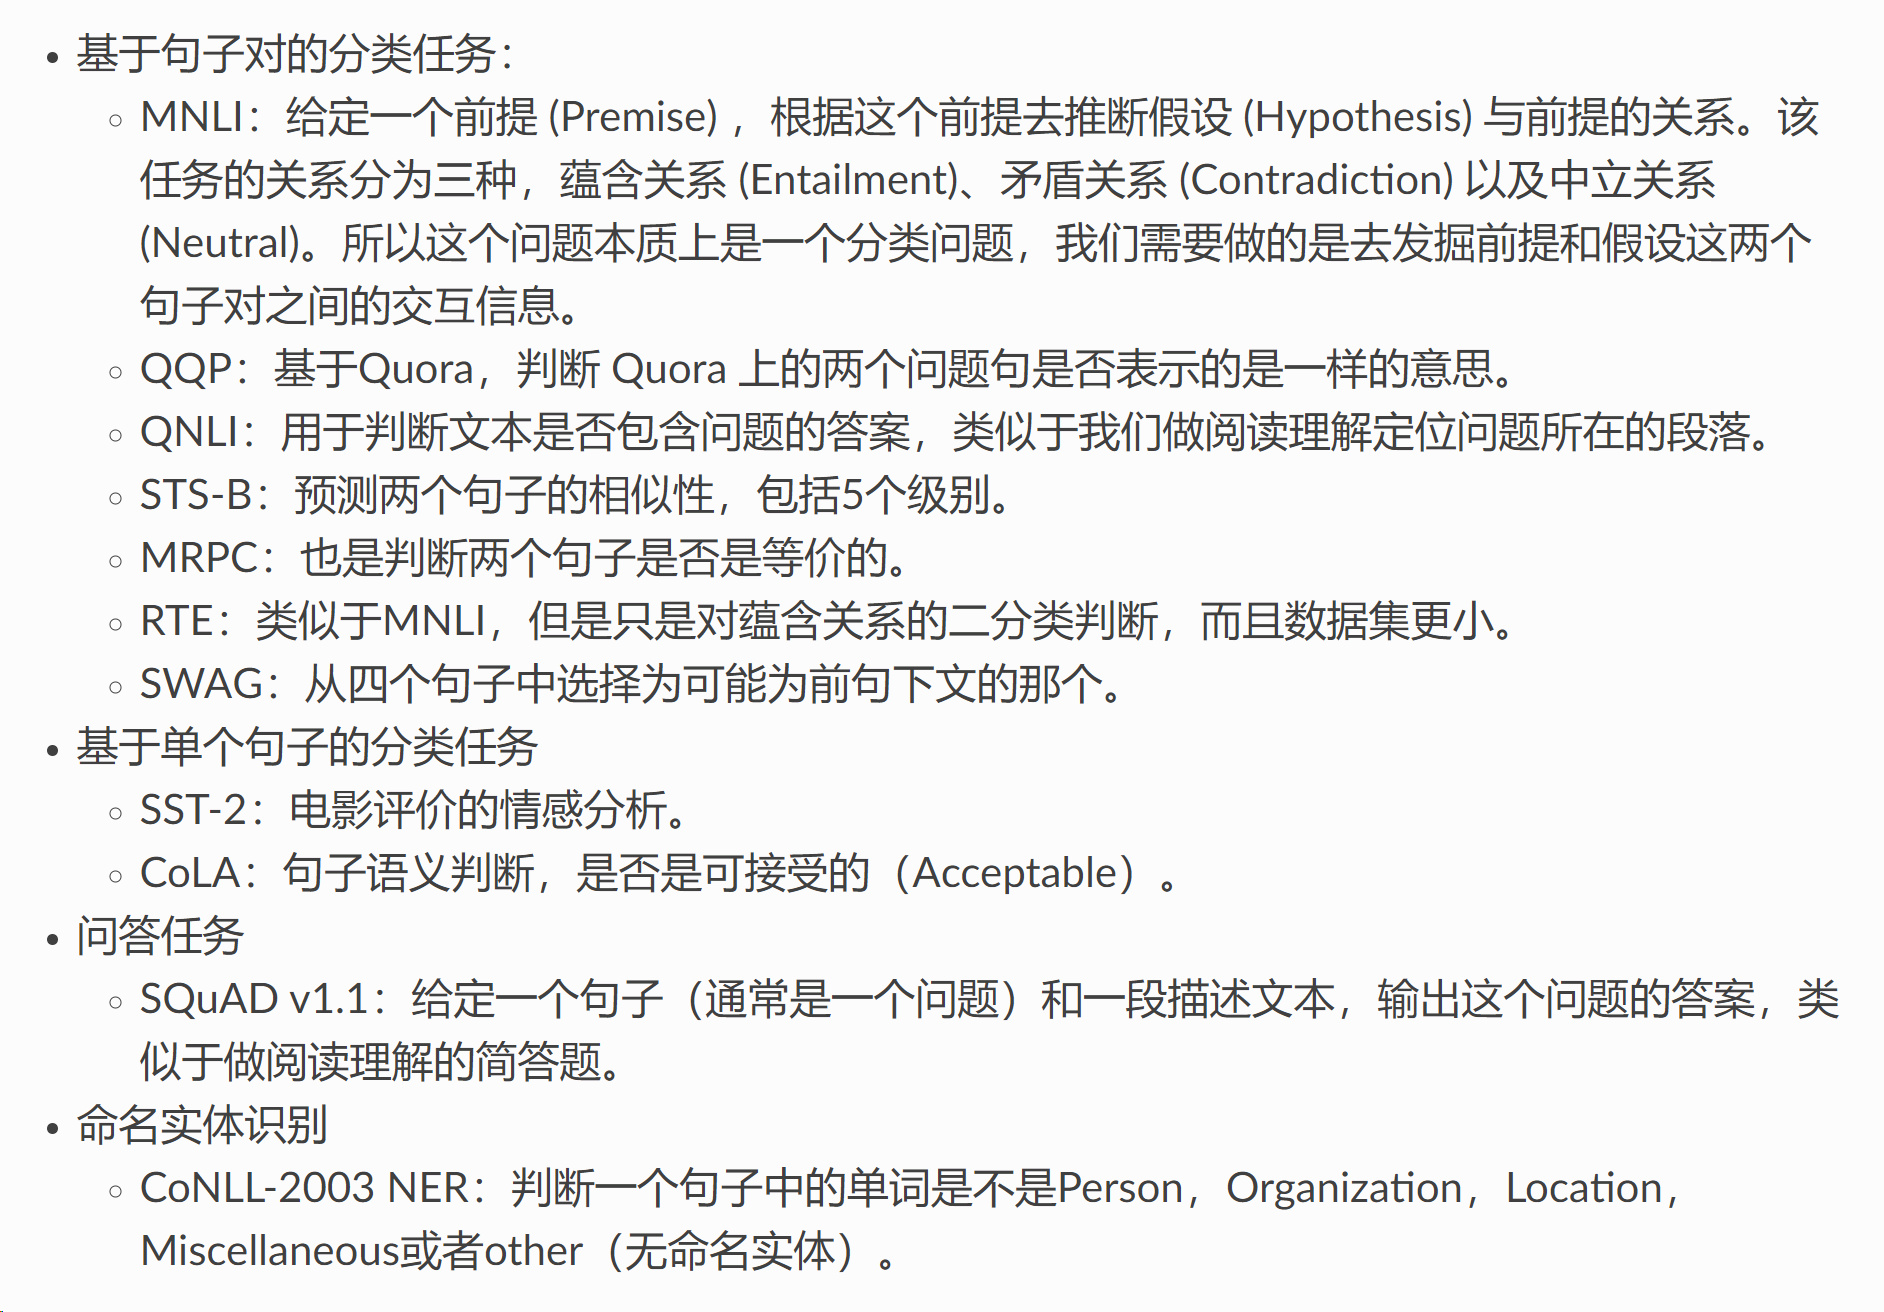 • 基于句子对的分类任务：
◦ MNLI：给定一个前提 (Premise) ，根据这个前提去推断假设 (Hypothesis) 与前提的关系。该
任务的关系分为三种，蕴含关系 (Entailment)、矛盾关系 (Contradiction) 以及中立关系
(Neutral)。所以这个问题本质上是一个分类问题，我们需要做的是去发掘前提和假设这两个
句子对之间的交互信息。
◦ QQP：基于Quora，判断 Quora 上的两个问题句是否表示的是一样的意思。
◦ QNLI：用于判断文本是否包含问题的答案，类似于我们做阅读理解定位问题所在的段落。
◦ STS-B：预测两个句子的相似性，包括5个级别。
◦ MRPC：也是判断两个句子是否是等价的。
◦ RTE：类似于MNLI，但是只是对蕴含关系的二分类判断，而且数据集更小。
◦ SWAG：从四个句子中选择为可能为前句下文的那个。
• 基于单个句子的分类任务
◦ SST-2：电影评价的情感分析。
◦ CoLA：句子语义判断，是否是可接受的（Acceptable）。
• 问答任务
◦ SQuAD v1.1：给定一个句子（通常是一个问题）和一段描述文本，输出这个问题的答案，类
似于做阅读理解的简答题。
• 命名实体识别
◦ CoNLL-2003 NER：判断一个句子中的单词是不是Person，Organization，Location，
Miscellaneous或者other（无命名实体）。